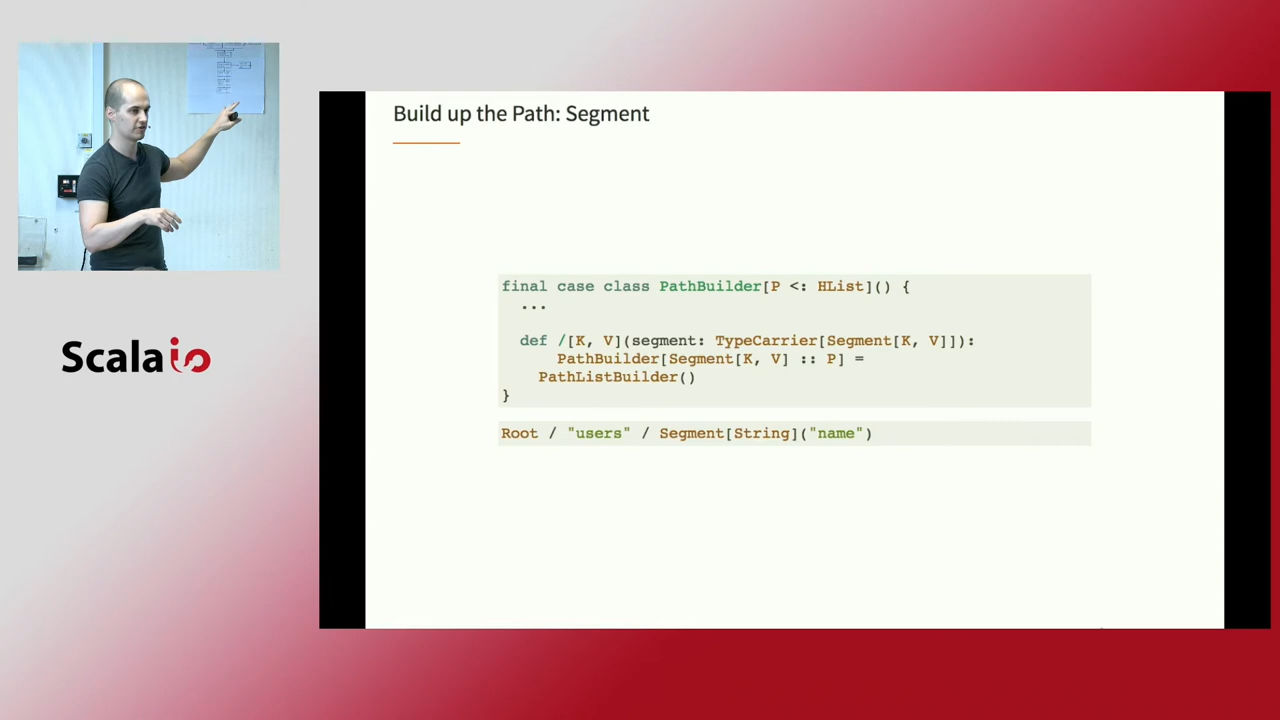 Build up the Path: Segment
final case class PathBuilder[P <: HList]() {
...
def /[K, V](segment: TypeCarrier[Segment[K, V]]):
PathBuilder[Segment[K, V] :: P] =
PathListBuilder()
}
Root / "users" / Segment[String]("name")
Scalaio